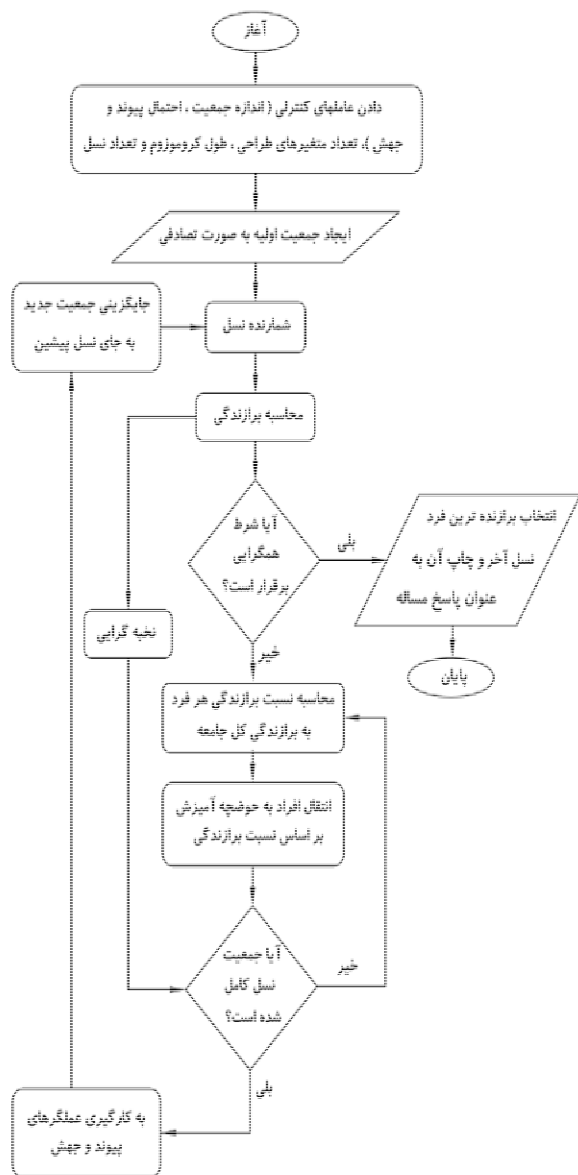 آغاز
دادن عاملهای کنترلی ( اندازه جمعیت ، احتمال پیوند و
جهش )، تعداد متغیرهای طراحی ، طول کروموزوم و تعداد نسل
ایجاد جمعیت اولیه به صورت تصادفی
جایگزینی جمعیت جدید
به جای نسل پیشین
شمارنده نسل
محاسبه برازندگی
آیا شرط
همگرایی
برقرار است؟
بلی
انتخاب برازنده ترین فرد
نسل آخر و چاپ آن به
عنوان پاسخ مساله
پایان
نخبه گرایی
خیر
محاسبه نسبت برازندگی هر فرد
به برازندگی کل جامعه
انتقال افراد به حوضچه آمیزش
بر اساس نسبت برازندگی
آیا جمعیت
نسل کامل
شده است؟
خیر
بلی
به کارگیری عملگرهای
پیوند و جهش